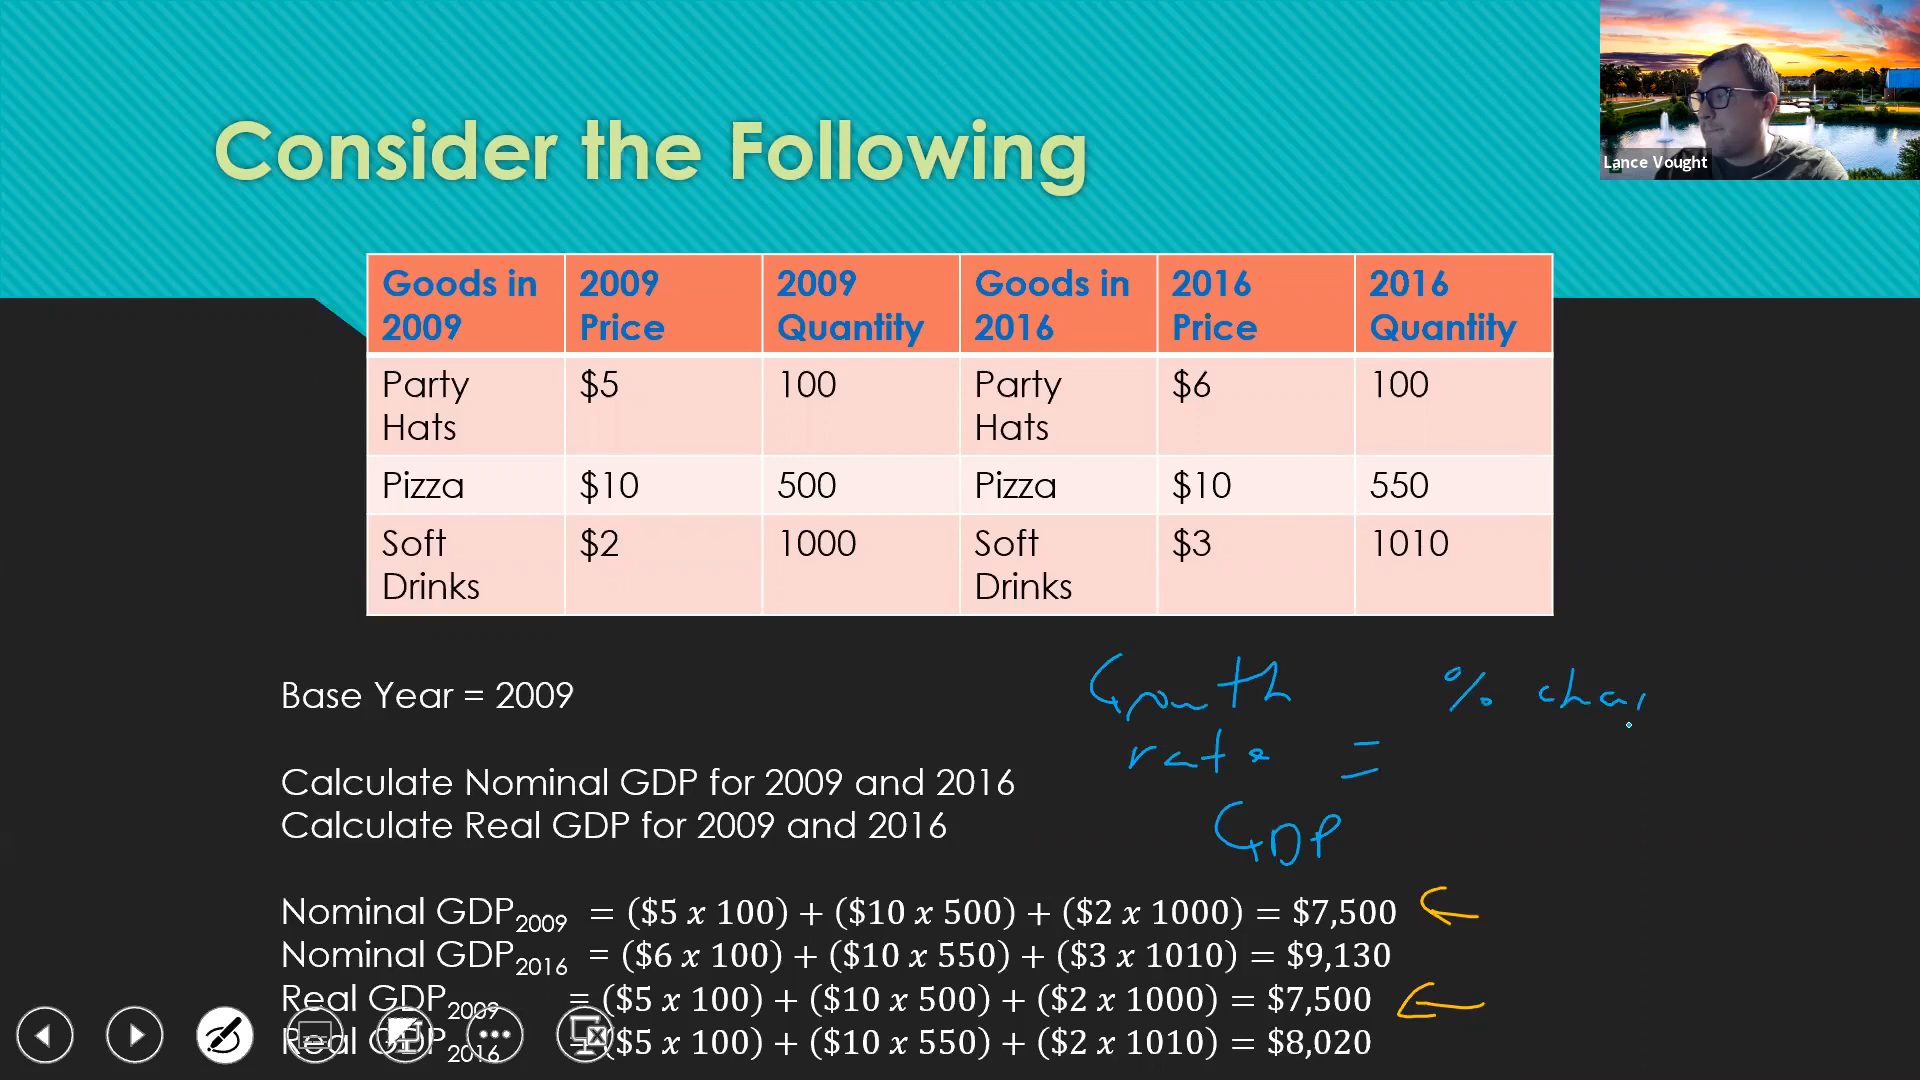 Consider the Following
Lance Vought
Goods in 2009 2009 Price 2009 Quantity Goods in 2016 2016 Price 2016 Quantity
Party Hats $5 100 Party Hats $6 100
Pizza $10 500 Pizza $10 550
Soft Drinks $2 1000 Soft Drinks $3 1010
Base Year = 2009
Growth % cha
rate =
GDP
Calculate Nominal GDP for 2009 and 2016
Calculate Real GDP for 2009 and 2016
Nominal GDP2009 = ($5 x 100) + ($10 x 500) + ($2 x 1000) = $7,500
Nominal GDP2016 = ($6 x 100) + ($10 x 550) + ($3 x 1010) = $9,130
Real GDP2009 = ($5 x 100) + ($10 x 500) + ($2 x 1000) = $7,500
Real GDP2016 = ($5 x 100) + ($10 x 550) + ($2 x 1010) = $8,020